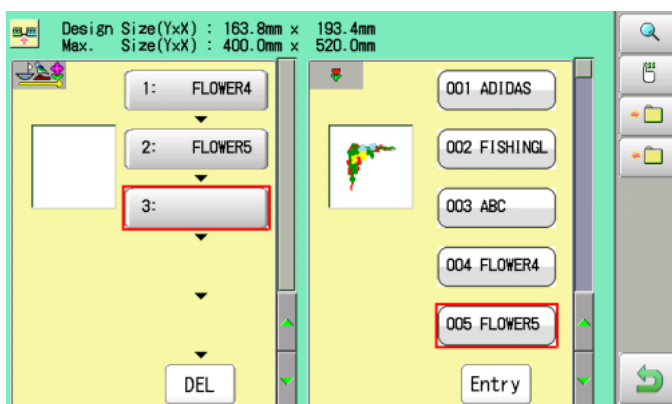 Design Size(YxX) : 163.8mm x 193.4mm
Max. Size(YxX) : 400.0mm x 520.0mm
1: FLOWER4
2: FLOWER5
3:
DEL
001 ADIDAS
002 FISHINGL
003 ABC
004 FLOWER4
005 FLOWER5
Entry